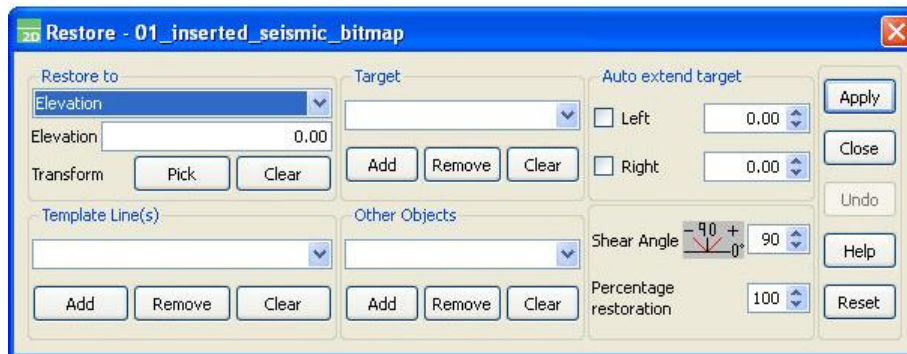 2D Restore - 01_inserted_seismic_bitmap
Restore to
Elevation
Elevation 0.00
Transform Pick Clear
Target
Add Remove Clear
Auto extend target
Left 0.00
Right 0.00
Template Line(s)
Add Remove Clear
Other Objects
Add Remove Clear
Shear Angle -90 + 0° 90
Percentage
restoration 100
Apply
Close
Undo
Help
Reset